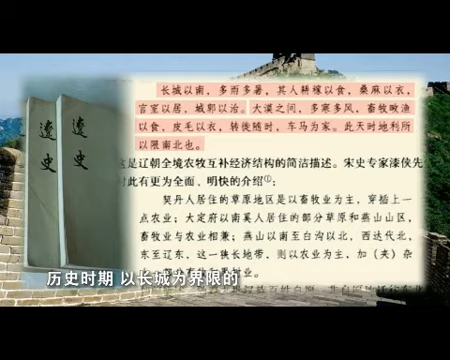 遼史
遼史
长城以南，多雨多暑，其人耕稼以食，桑麻以衣，
宫室以居，城郭以治。大漠之间，多寒多风，畜牧畋渔
以食，皮毛以衣，转徙随时，车马为家。此天时地利所
以限南北也。
这是辽朝全境农牧互补经济结构的简洁描述。宋史专家漆侠先
对此有更为全面、明快的介绍①：
契丹人居住的草原地区是以畜牧业为主，穿插上一
点农业；大定府以南奚人居住的部分草原和燕山山区，
畜牧业与农业相兼；燕山以南至白沟以北，西达代北，
东至辽东，这一狭长地带，则以农业为主，加（夹）杂
业。
历史时期 以长城为界限的